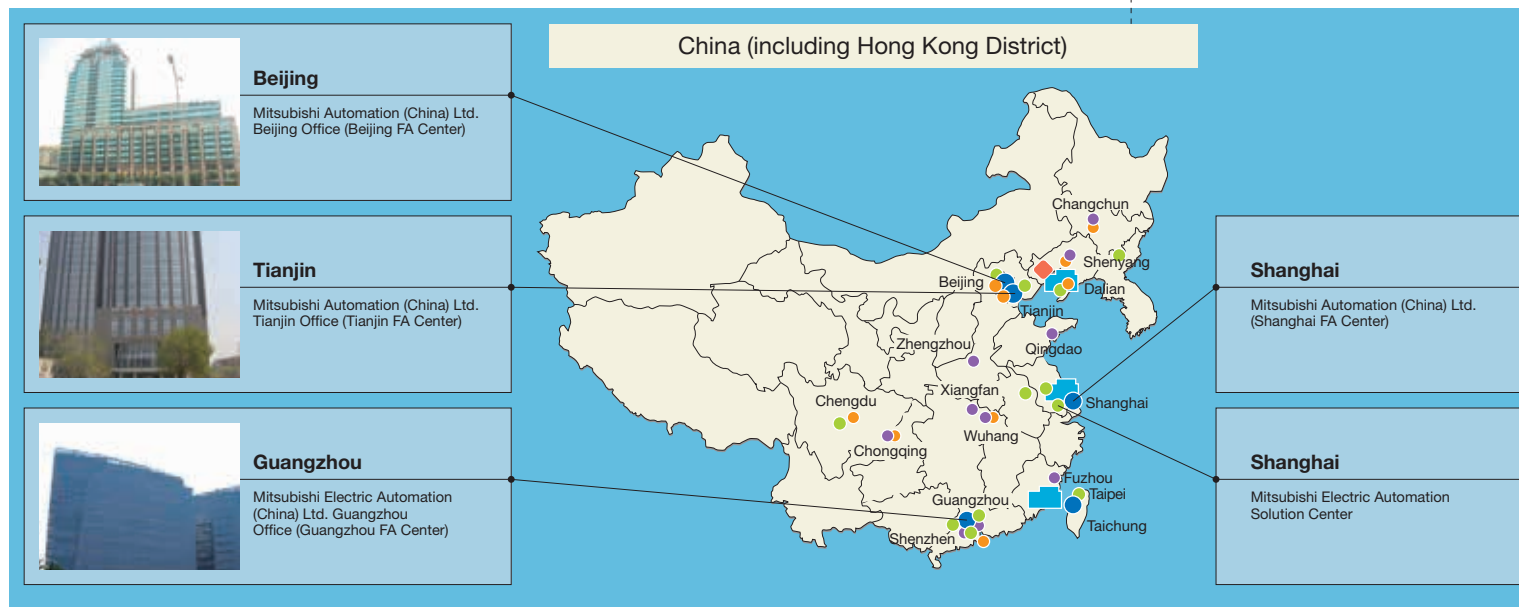 China (including Hong Kong District)
Beijing
Mitsubishi Automation (China) Ltd.
Beijing Office (Beijing FA Center)
Tianjin
Mitsubishi Automation (China) Ltd.
Tianjin Office (Tianjin FA Center)
Guangzhou
Mitsubishi Electric Automation
(China) Ltd. Guangzhou
Office (Guangzhou FA Center)
Changchun
Shenyang
Beijing
Dalian
Tianjin
Zhengzhou
Qingdao
Xiangfan
Chengdu
Shanghai
Wuhang
Chongqing
Fuzhou
Guangzhou
Taipei
Taichung
Shenzhen
Shanghai
Mitsubishi Automation (China) Ltd.
(Shanghai FA Center)
Shanghai
Mitsubishi Electric Automation
Solution Center